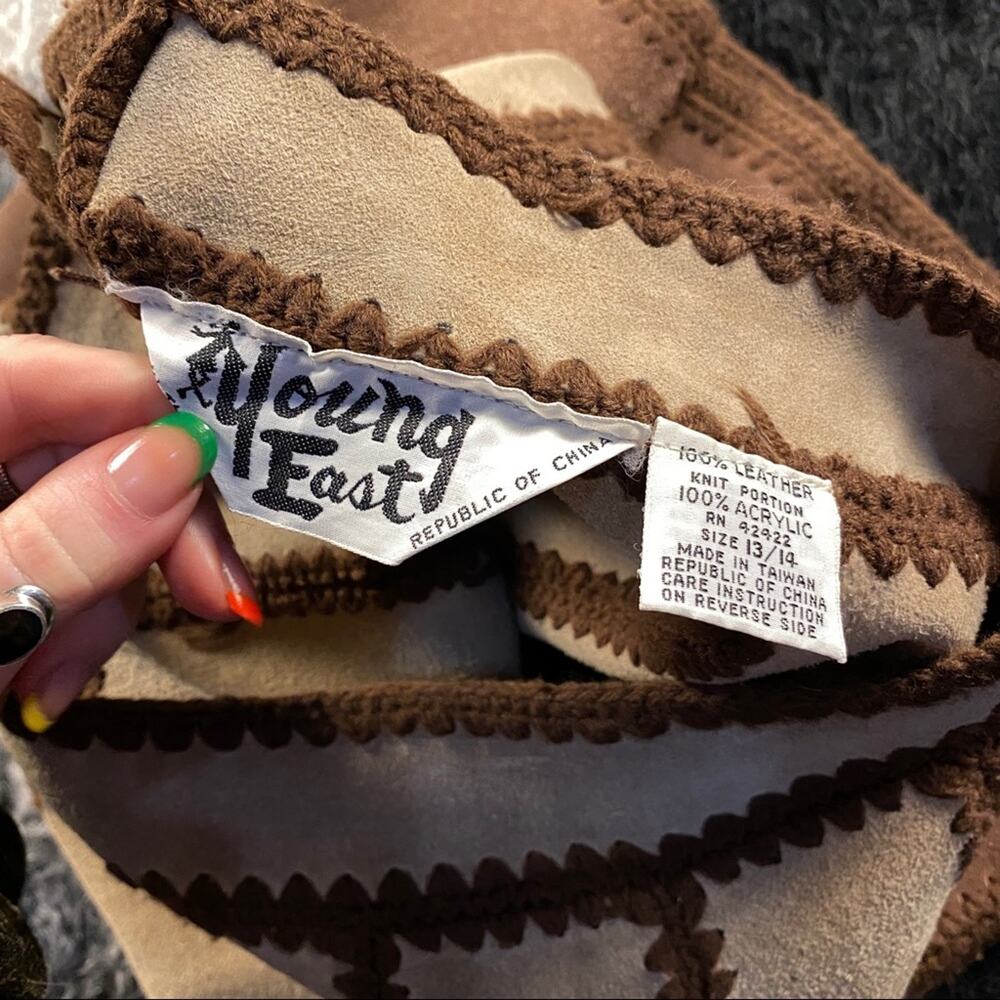 Young
East
REPUBLIC OF CHINA
100% LEATHER
KNIT PORTION
100% ACRYLIC
RN 42422
SIZE 13/14
MADE IN TAIWAN
REPUBLIC OF CHINA
CARE INSTRUCTION
ON REVERSE SIDE